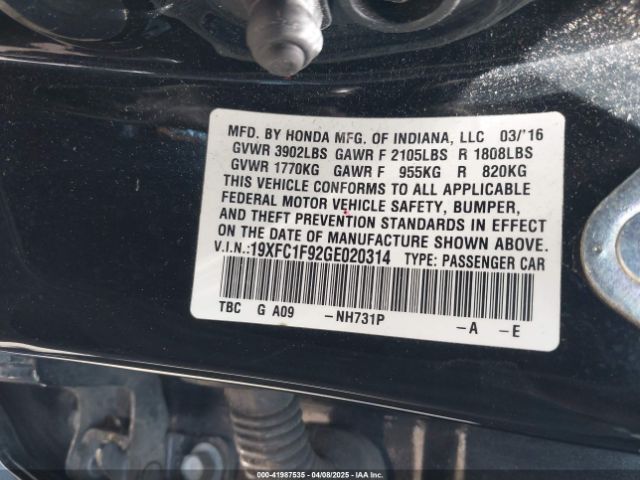 MFD. BY HONDA MFG. OF INDIANA, LLC 03/'16
GVWR 3902LBS GAWR F 2105LBS R 1808LBS
GVWR 1770KG GAWR F 955KG R 820KG
THIS VEHICLE CONFORMS TO ALL APPLICABLE
FEDERAL MOTOR VEHICLE SAFETY, BUMPER,
AND THEFT PREVENTION STANDARDS IN EFFECT
ON THE DATE OF MANUFACTURE SHOWN ABOVE.
V.I.N.: 19XFC1F92GE020314 TYPE: PASSENGER CAR
TBC G A09 -NH731P -A -E
000-41987535 04/08/2025 IAAI.COM